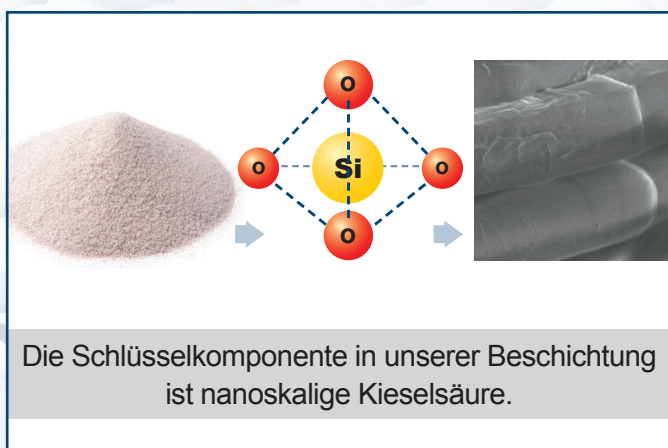 O
O
Si
O
O
Die Schlüsselkomponente in unserer Beschichtung
ist nanoskalige Kieselsäure.